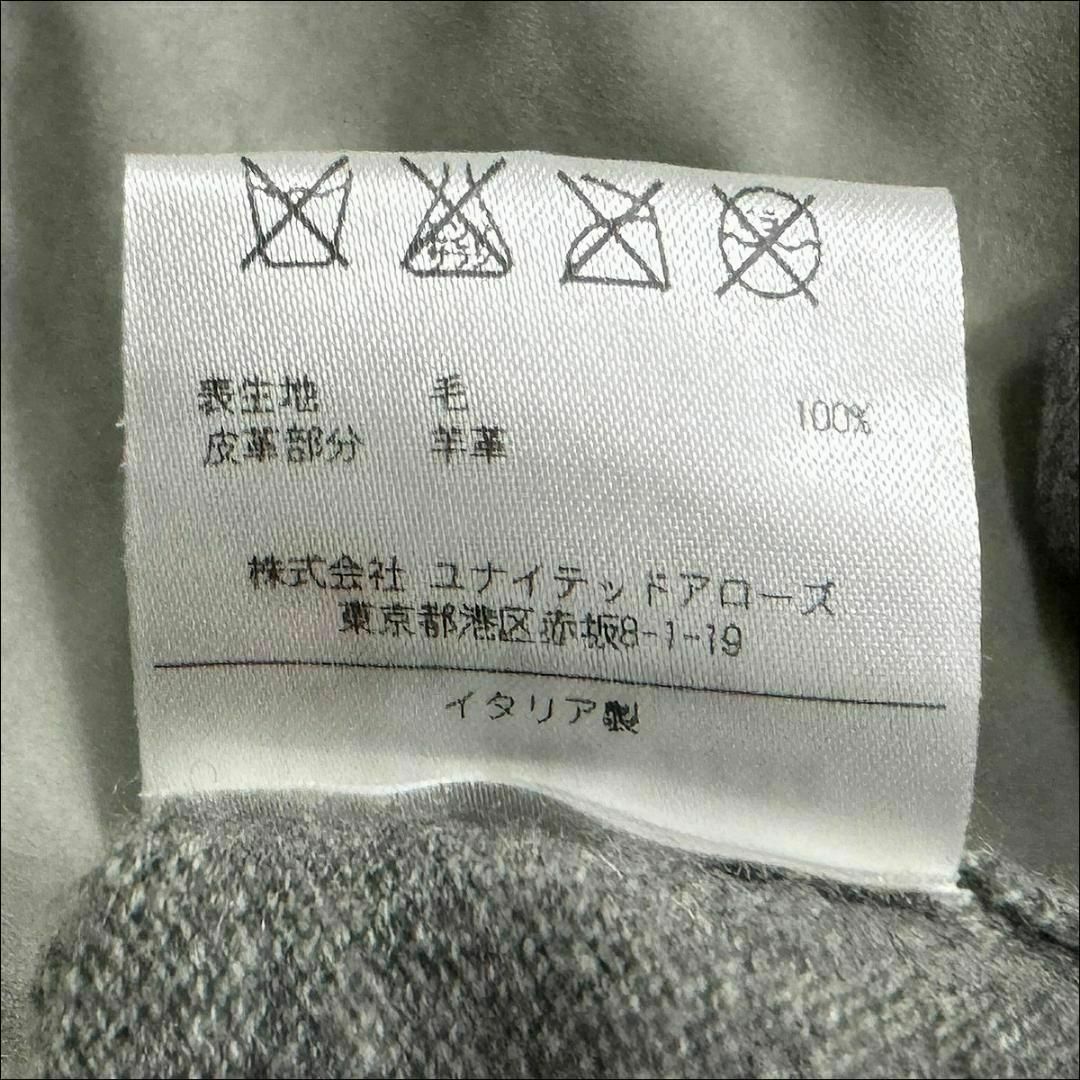 表生地 毛 100%
皮革部分 羊革
株式会社 ユナイテッドアローズ
東京都港区赤坂8-1-19
イタリア製